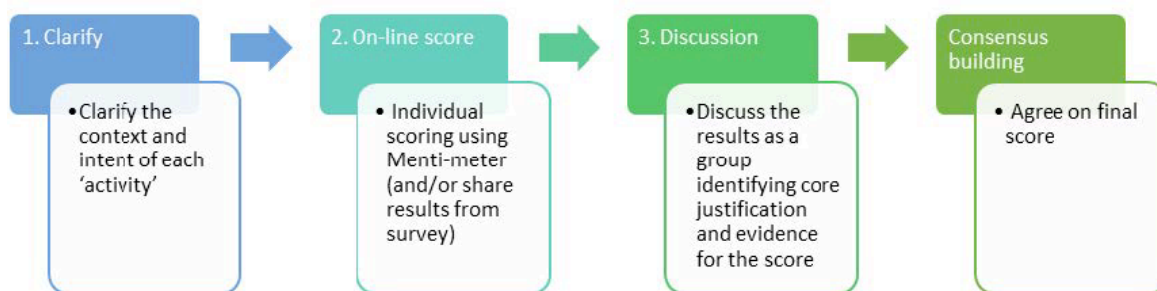 1. Clarify
•Clarify the
context and
intent of each
‘activity’
2. On-line score
• Individual
scoring using
Menti-meter
(and/or share
results from
survey)
3. Discussion
•Discuss the
results as a
group
identifying core
justification
and evidence
for the score
Consensus
building
• Agree on final
score